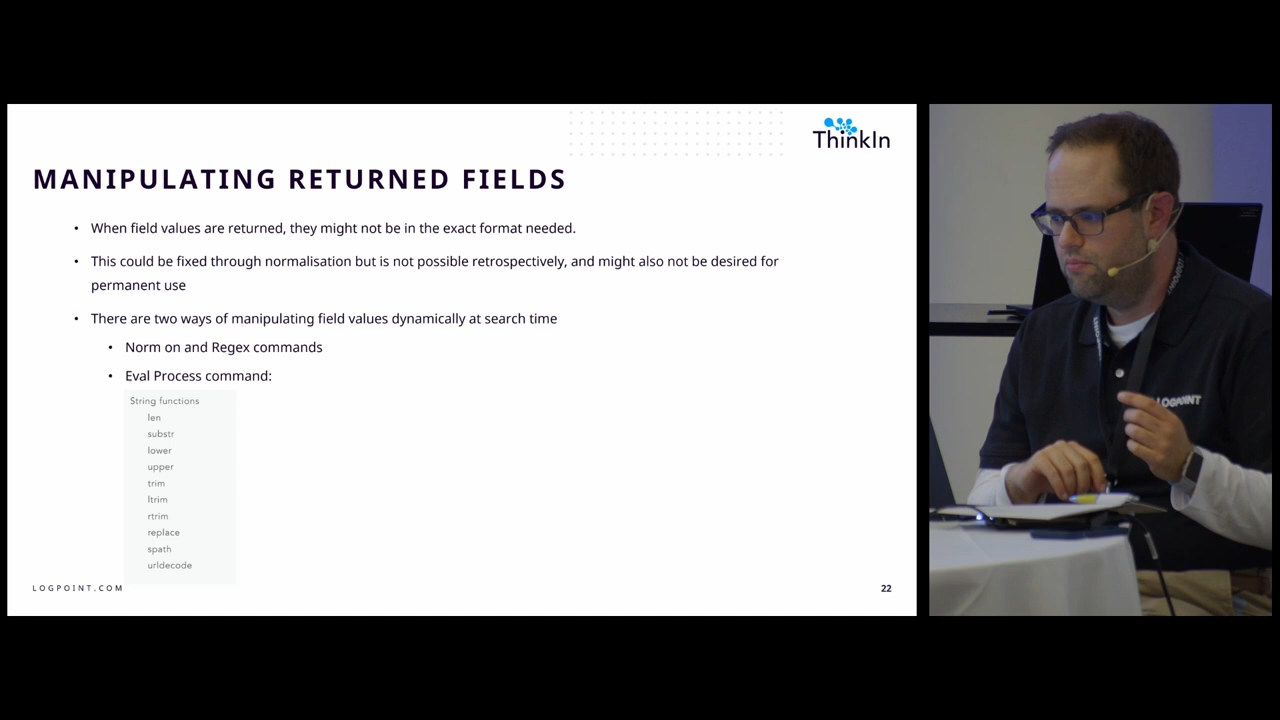 ThinkIn
MANIPULATING RETURNED FIELDS
• When field values are returned, they might not be in the exact format needed.
• This could be fixed through normalisation but is not possible retrospectively, and might also not be desired for
permanent use
• There are two ways of manipulating field values dynamically at search time
• Norm on and Regex commands
• Eval Process command:
String functions
len
substr
lower
upper
trim
ltrim
rtrim
replace
spath
urldecode
LOGPOINT.COM
22
LOGPOINT